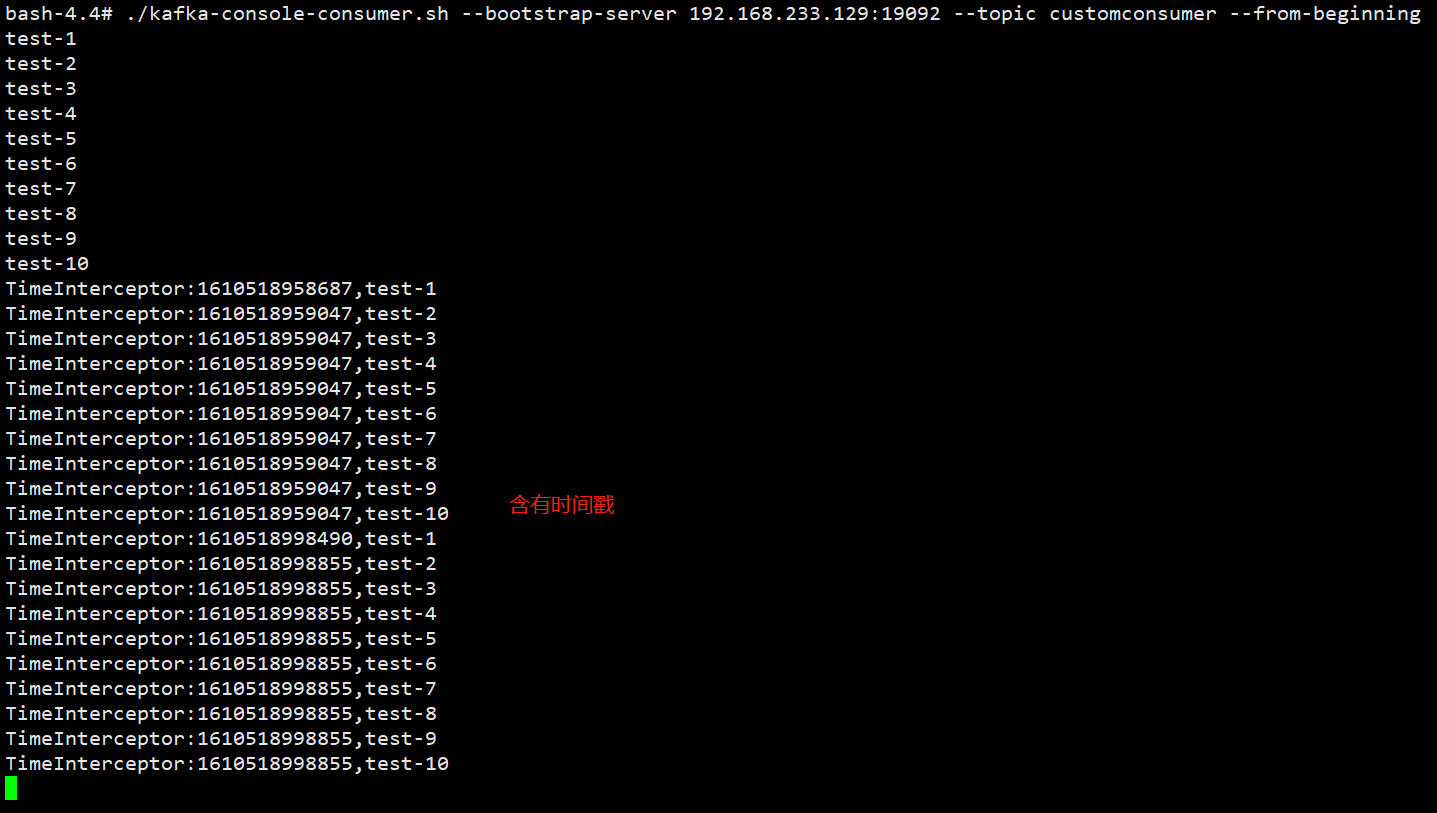 bash-4.4# ./kafka-console-consumer.sh --bootstrap-server 192.168.233.129:19092 --topic customconsumer --from-beginning
test-1
test-2
test-3
test-4
test-5
test-6
test-7
test-8
test-9
test-10
TimeInterceptor:1610518958687,test-1
TimeInterceptor:1610518959047,test-2
TimeInterceptor:1610518959047,test-3
TimeInterceptor:1610518959047,test-4
TimeInterceptor:1610518959047,test-5
TimeInterceptor:1610518959047,test-6
TimeInterceptor:1610518959047,test-7
TimeInterceptor:1610518959047,test-8
TimeInterceptor:1610518959047,test-9
TimeInterceptor:1610518959047,test-10
含有时间戳
TimeInterceptor:1610518998490,test-1
TimeInterceptor:1610518998855,test-2
TimeInterceptor:1610518998855,test-3
TimeInterceptor:1610518998855,test-4
TimeInterceptor:1610518998855,test-5
TimeInterceptor:1610518998855,test-6
TimeInterceptor:1610518998855,test-7
TimeInterceptor:1610518998855,test-8
TimeInterceptor:1610518998855,test-9
TimeInterceptor:1610518998855,test-10